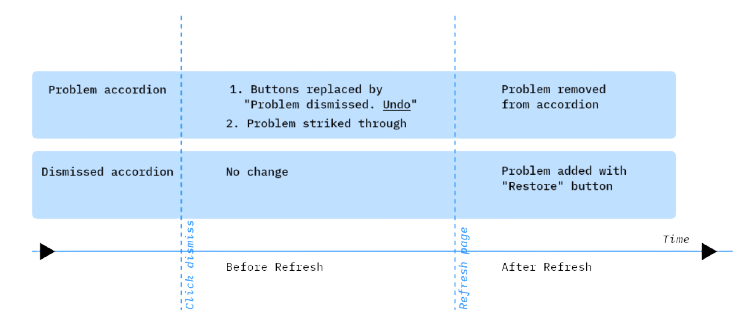 Problem accordion
1. Buttons replaced by
"Problem dismissed. Undo"
2. Problem striked through
Problem removed
from accordion
Dismissed accordion
No change
Problem added with
"Restore" button
Time
Click dismiss
Before Refresh
Refresh page
After Refresh